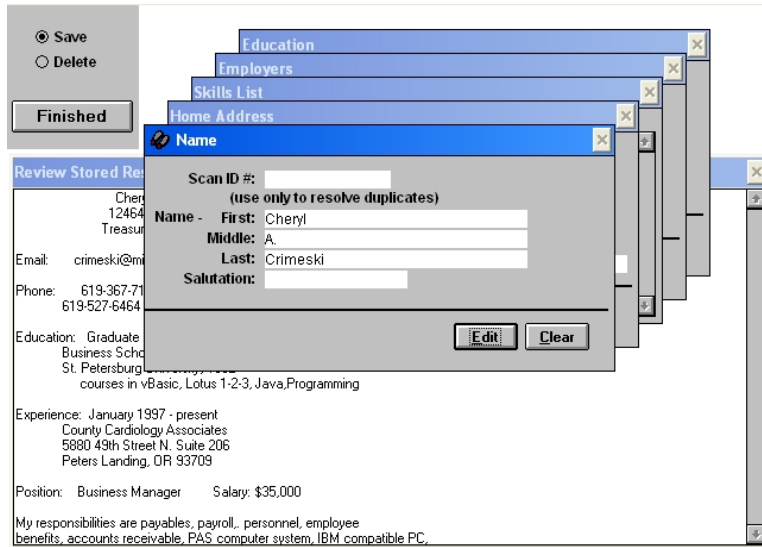 Save
Delete
Finished
Education
Employers
Skills List
Home Address
Name
Scan ID #:
(use only to resolve duplicates)
Name - First: Cheryl
Middle: A.
Last: Crimeski
Salutation:
Edit Clear
Review Stored
12464
Email: crimeski@
Phone: 619-367-71
619-527-6464
Education: Graduate
Business
St. Petersburg
courses in vBasic, Lotus 1-2-3, Java,Programming
Experience: January 1997 - present
County Cardiology Associates
5880 49th Street N. Suite 206
Peters Landing, OR 93709
Position: Business Manager Salary: $35,000
My responsibilities are payables, payroll,. personnel, employee
benefits, accounts receivable, PAS computer system, IBM compatible PC,